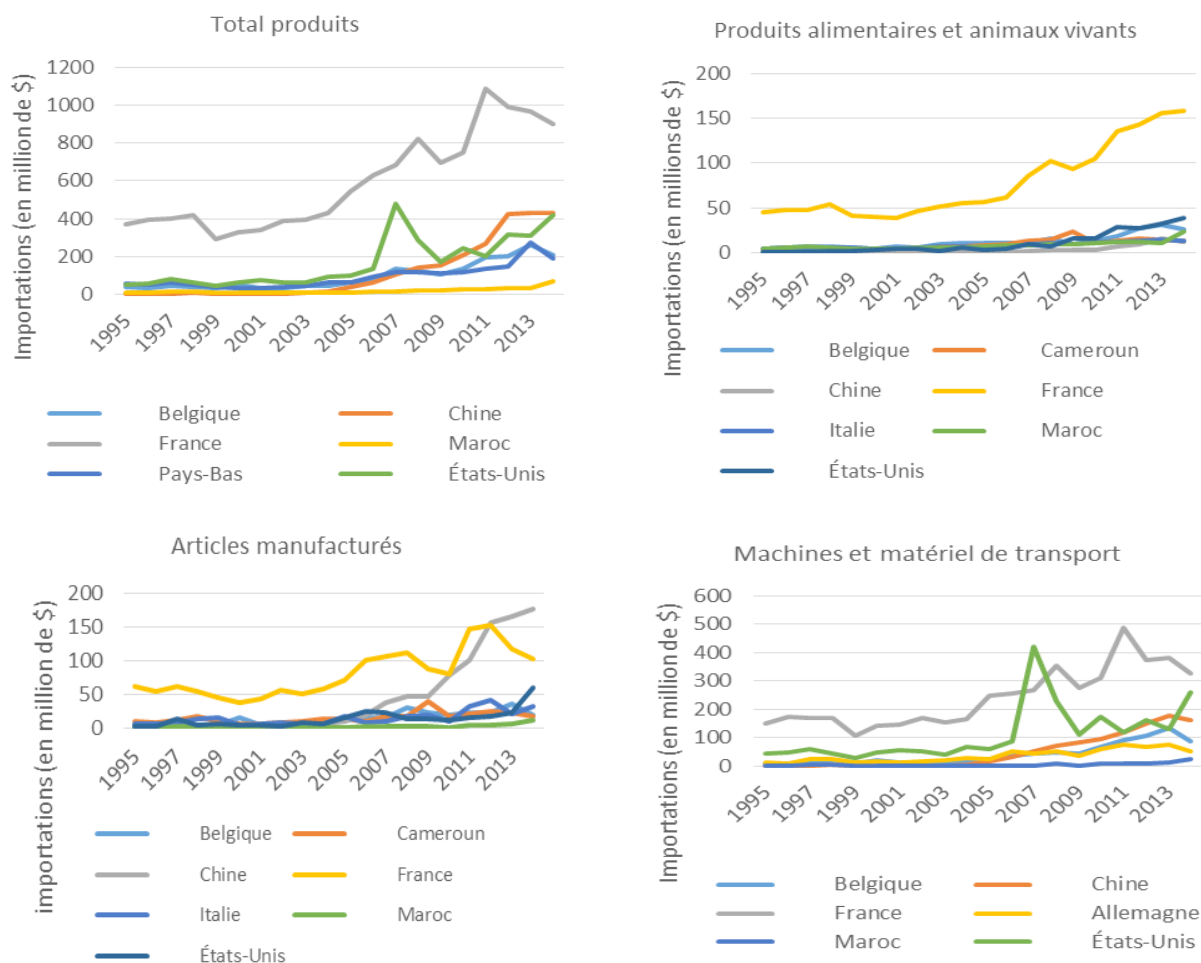 Total produits
Importations (en million de $)
1200
1000
800
600
400
200
0
1995
1997
1999
2001
2003
2005
2007
2009
2011
2013
Belgique Chine
France Maroc
Pays-Bas États-Unis
Produits alimentaires et animaux vivants
Importations (en millions de $)
200
150
100
50
0
1995
1997
1999
2001
2003
2005
2007
2009
2011
2013
Belgique Cameroun
Chine France
Italie Maroc
États-Unis
Articles manufacturés
importations (en million de $)
200
150
100
50
0
1995
1997
1999
2001
2003
2005
2007
2009
2011
2013
Belgique Cameroun
Chine France
Italie Maroc
États-Unis
Machines et matériel de transport
Importations (en million de $)
600
500
400
300
200
100
0
1995
1997
1999
2001
2003
2005
2007
2009
2011
2013
Belgique Chine
France Allemagne
Maroc États-Unis